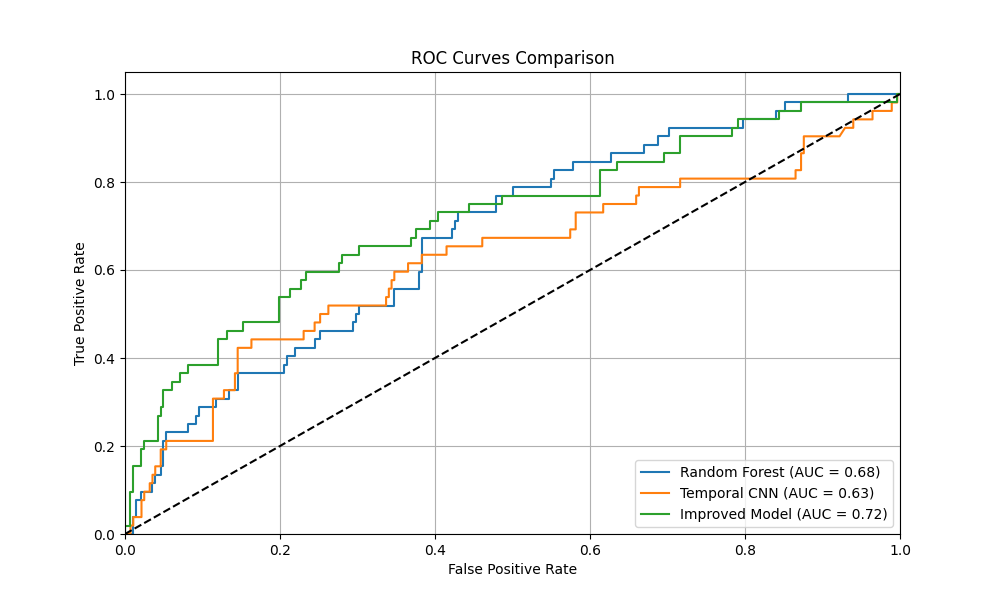 ROC Curves Comparison
True Positive Rate
1.0
0.8
0.6
0.4
0.2
0.0
Random Forest (AUC = 0.68)
Temporal CNN (AUC = 0.63)
Improved Model (AUC = 0.72)
0.0 0.2 0.4 0.6 0.8 1.0
False Positive Rate